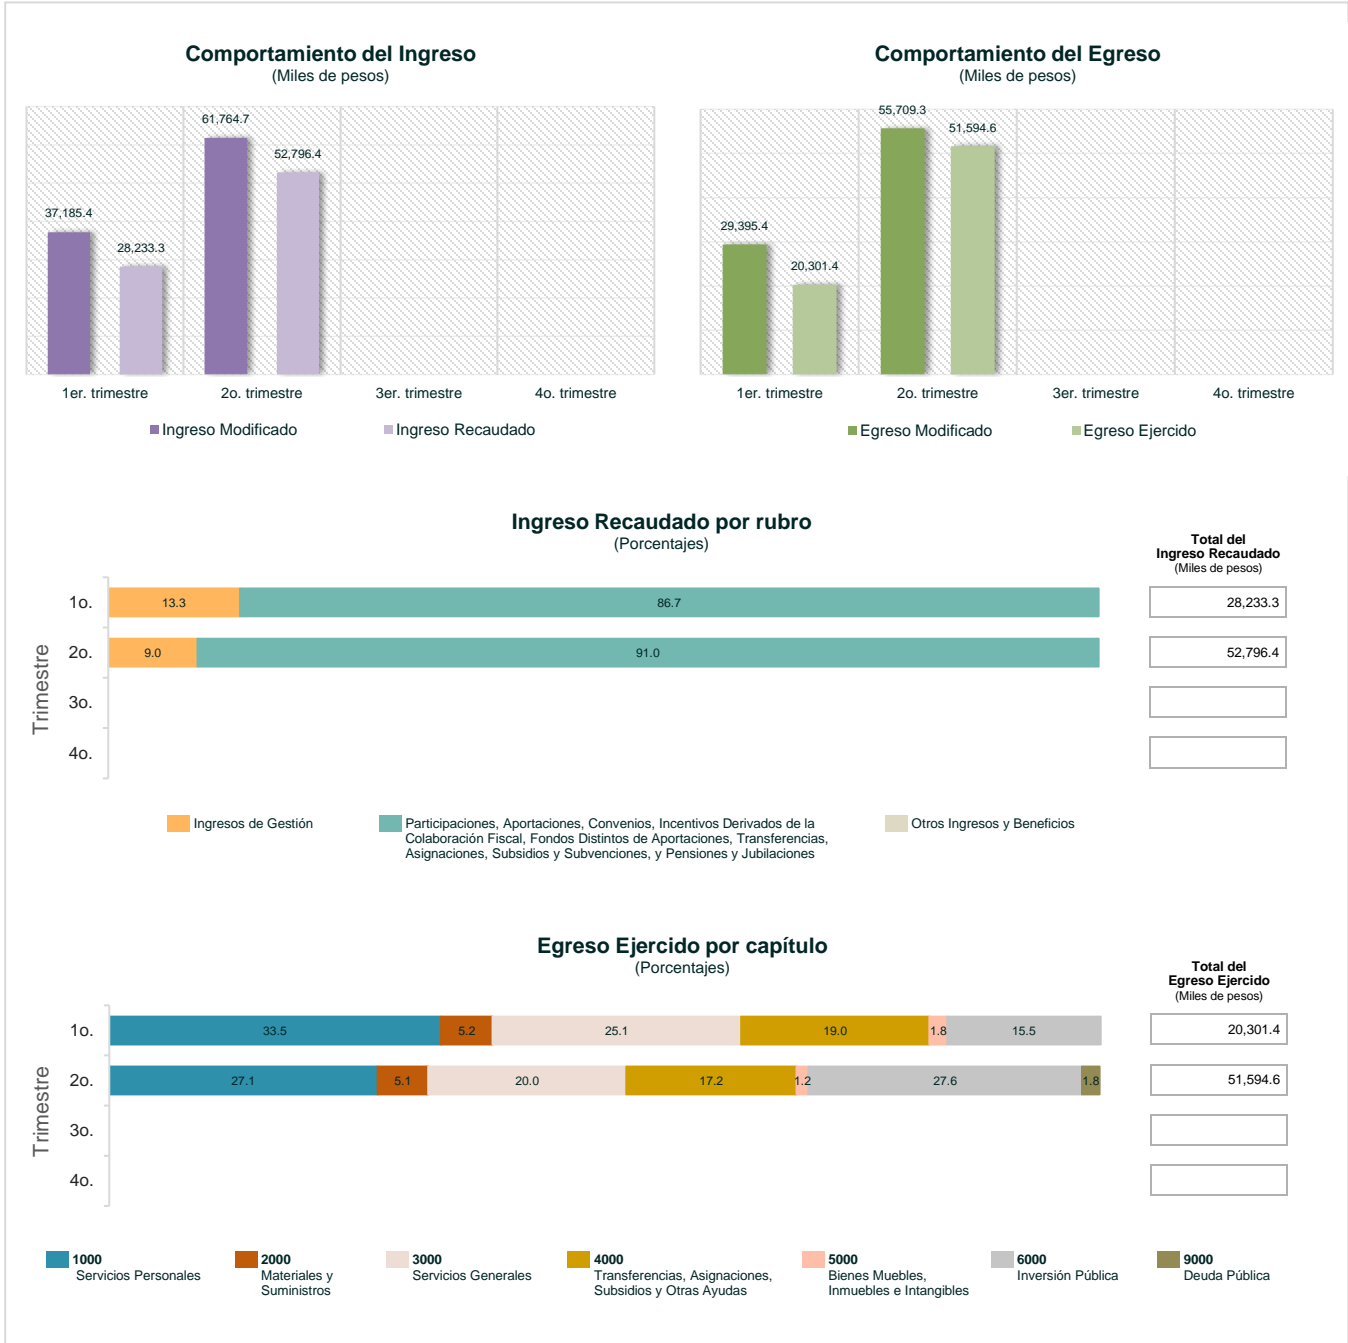 Comportamiento del Ingreso
(Miles de pesos)
61,764.7
52,796.4
37,185.4
28,233.3
1er. trimestre 2o. trimestre 3er. trimestre 4o. trimestre
Ingreso Modificado Ingreso Recaudado
Comportamiento del Egreso
(Miles de pesos)
55,709.3
51,594.6
29,395.4
20,301.4
1er. trimestre 2o. trimestre 3er. trimestre 4o. trimestre
Egreso Modificado Egreso Ejercido
Ingreso Recaudado por rubro
(Porcentajes)
Total del
Ingreso Recaudado
(Miles de pesos)
Trimestre
1o. 13.3 86.7 28,233.3
2o. 9.0 91.0 52,796.4
3o.
4o.
Ingresos de Gestión
Participaciones, Aportaciones, Convenios, Incentivos Derivados de la
Colaboración Fiscal, Fondos Distintos de Aportaciones, Transferencias,
Asignaciones, Subsidios y Subvenciones, y Pensiones y Jubilaciones
Otros Ingresos y Beneficios
Egreso Ejercido por capítulo
(Porcentajes)
Total del
Egreso Ejercido
(Miles de pesos)
Trimestre
1o. 33.5 5.2 25.1 19.0 1.8 15.5 20,301.4
2o. 27.1 5.1 20.0 17.2 1.2 27.6 1.8 51,594.6
3o.
4o.
1000
Servicios Personales
2000
Materiales y
Suministros
3000
Servicios Generales
4000
Transferencias, Asignaciones,
Subsidios y Otras Ayudas
5000
Bienes Muebles,
Inmuebles e Intangibles
6000
Inversión Pública
9000
Deuda Pública